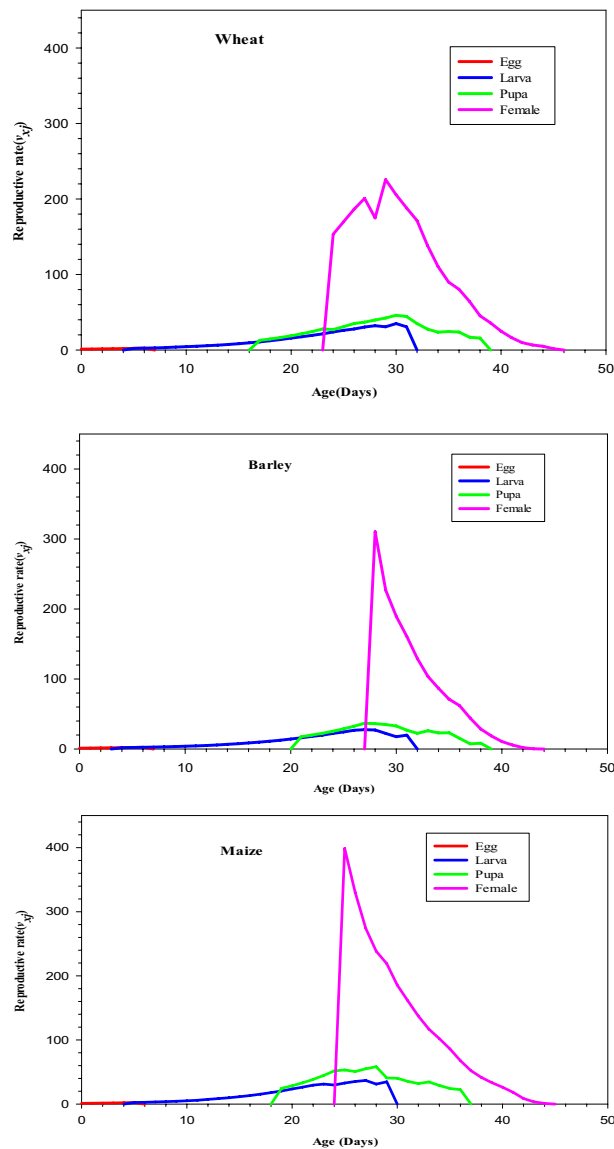 Wheat
Egg
Larva
Pupa
Female
Reproductive rate(vxj)
400
300
200
100
0
0 10 20 30 40 50
Age(Days)
Barley
Egg
Larva
Pupa
Female
Reproductive rate(vxj)
400
300
200
100
0
0 10 20 30 40 50
Age (Days)
Maize
Egg
Larva
Pupa
Female
Reproductive rate(vxj)
400
300
200
100
0
0 10 20 30 40 50
Age (Days)